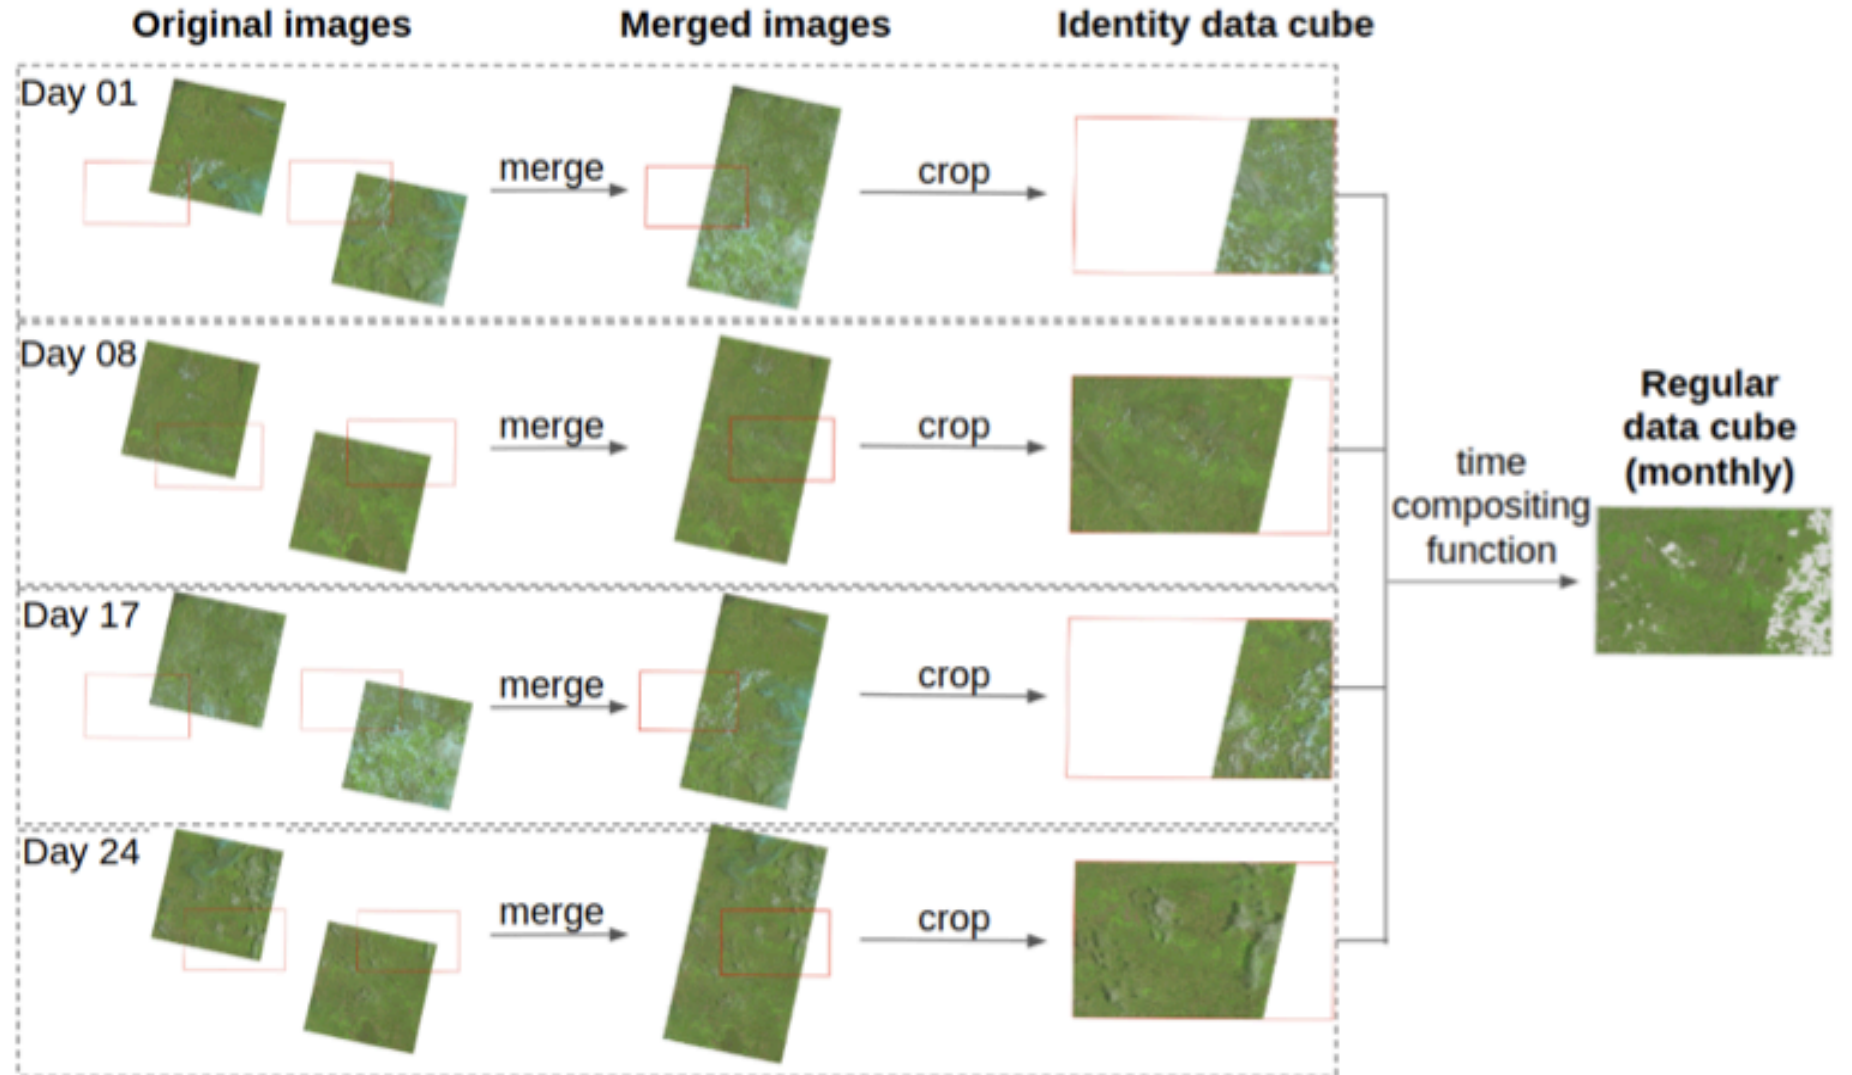 Original images
Merged images
Identity data cube
Day 01
merge
crop
Day 08
merge
crop
Day 17
merge
crop
Day 24
merge
crop
time
compositing
function
Regular
data cube
(monthly)